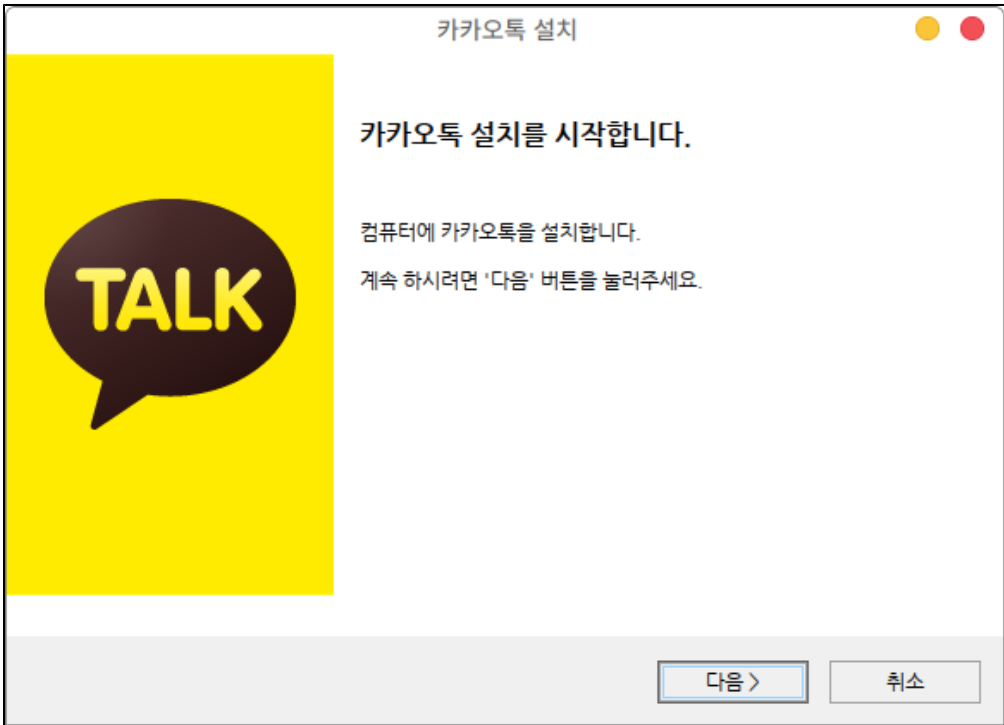 카카오톡 설치
카카오톡 설치를 시작합니다.
컴퓨터에 카카오톡을 설치합니다.
계속 하시려면 '다음' 버튼을 눌러주세요.
TALK
다음 >
취소